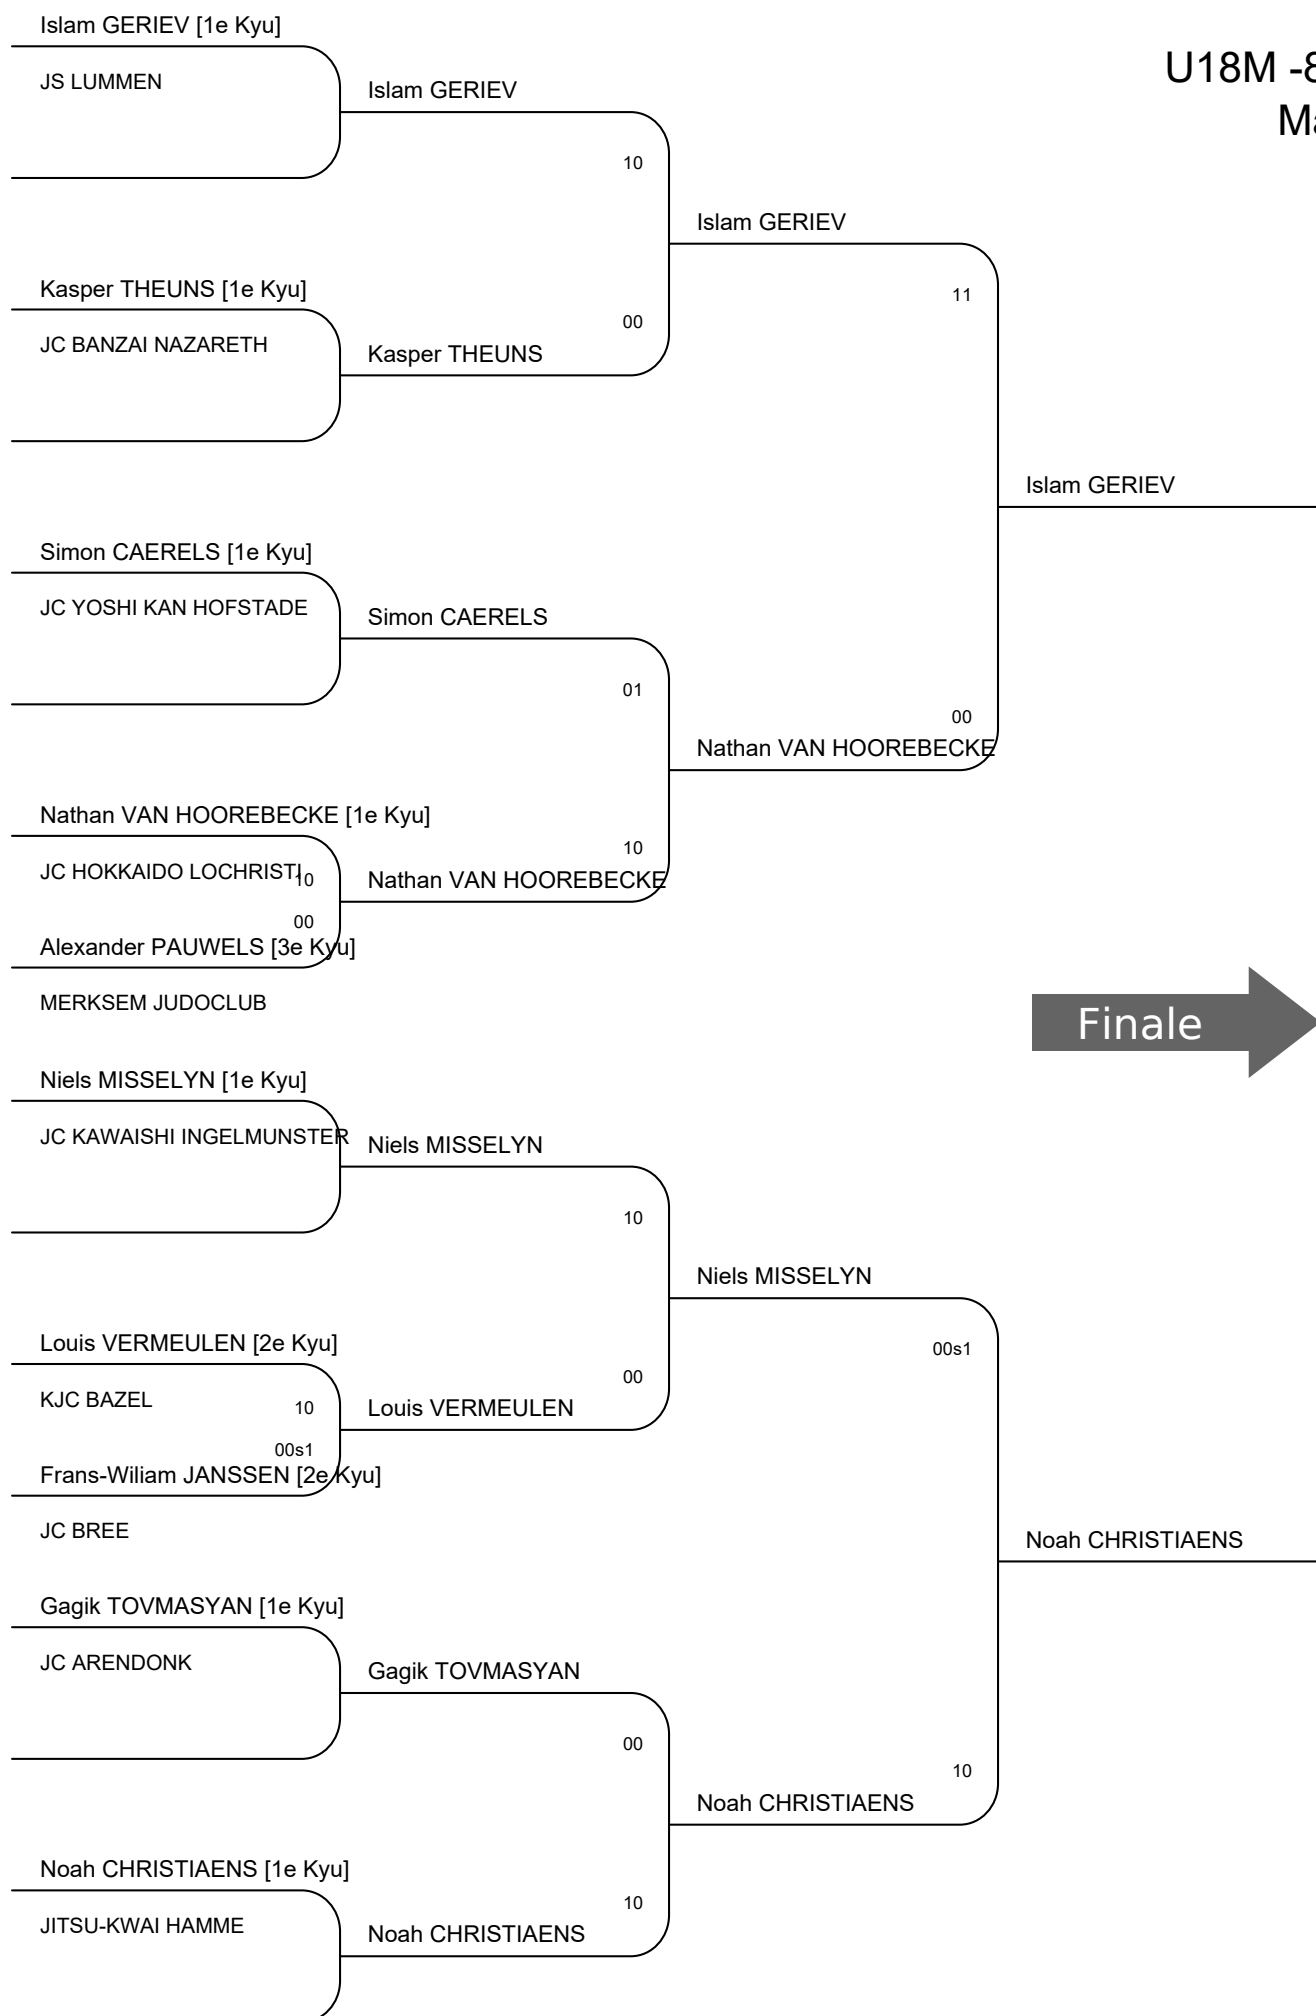 Islam GERIEV [1e Kyu]
JS LUMMEN
U18M -8
Ma
Islam GERIEV
10
Islam GERIEV
11
Kasper THEUNS [1e Kyu]
JC BANZAI NAZARETH
00
Kasper THEUNS
Islam GERIEV
Simon CAERELS [1e Kyu]
JC YOSHI KAN HOFSTADE
Simon CAERELS
01
00
Nathan VAN HOOREBECKE
Nathan VAN HOOREBECKE [1e Kyu]
JC HOKKAIDO LOCHRISTI
10
10
Nathan VAN HOOREBECKE
00
Alexander PAUWELS [3e Kyu]
MERKSEM JUDOCLUB
Finale
Niels MISSELYN [1e Kyu]
JC KAWAISHI INGELMUNSTER
Niels MISSELYN
10
Niels MISSELYN
00s1
Louis VERMEULEN [2e Kyu]
KJC BAZEL
10
00
Louis VERMEULEN
00s1
Frans-Wiliam JANSSEN [2e Kyu]
JC BREE
Noah CHRISTIAENS
Gagik TOVMASYAN [1e Kyu]
JC ARENDONK
Gagik TOVMASYAN
00
10
Noah CHRISTIAENS
Noah CHRISTIAENS [1e Kyu]
JITSU-KWAI HAMME
10
Noah CHRISTIAENS